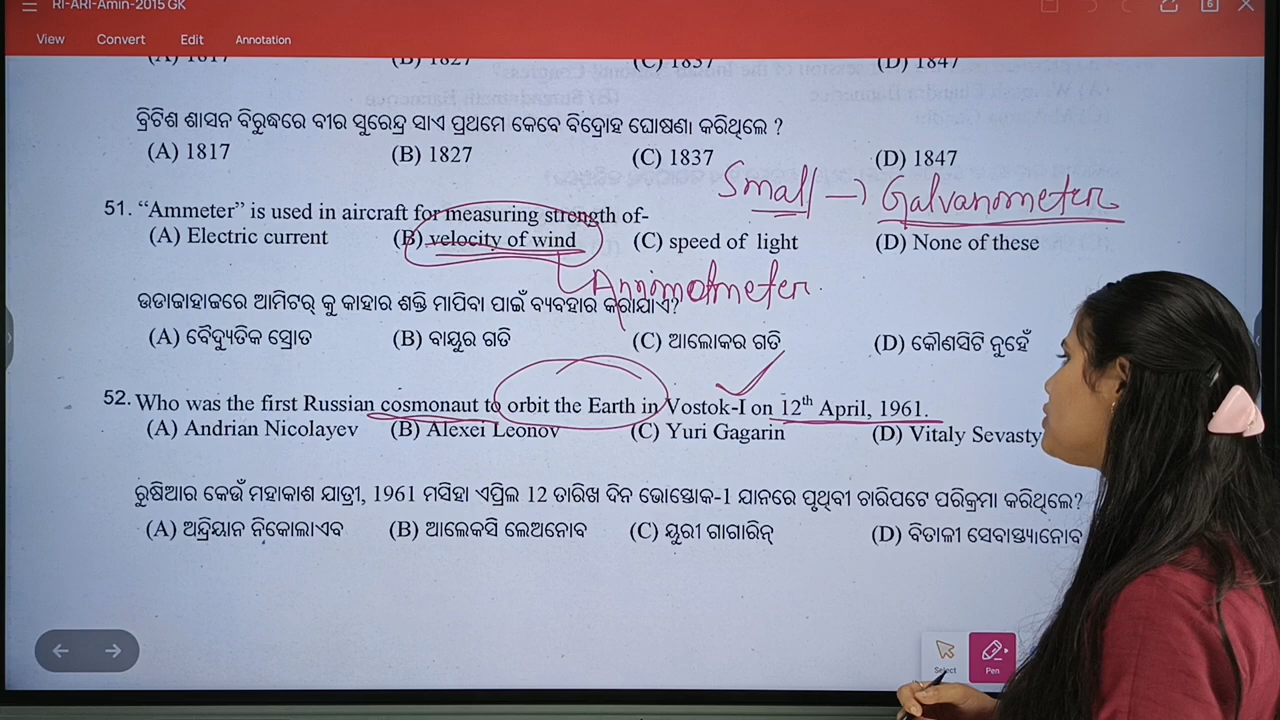 RI-ARI-Amin-2015 GK
View Convert Edit Annotation
(A) 1817 (B) 1827 (C) 1837 (D) 1847
ବ୍ରିଟିଶ ଶାସନ ବିରୁଦ୍ଧରେ ବୀର ସୁରେନ୍ଦ୍ର ସାଏ ପ୍ରଥମେ କେବେ ବିଦ୍ରୋହ ଘୋଷଣା କରିଥିଲେ ?
(A) 1817 (B) 1827 (C) 1837 (D) 1847
Small → Galvanometer
51. “Ammeter” is used in aircraft for measuring strength of-
(A) Electric current (B) velocity of wind (C) speed of light (D) None of these
ଉଡାଜାହାଜରେ ଆମିଟର୍ କୁ କାହାର ଶକ୍ତି ମାପିବା ପାଇଁ ବ୍ୟବହାର କରାଯାଏ?
(A) ବୈଦ୍ୟୁତିକ ସ୍ରୋତ (B) ବାୟୁର ଗତି (C) ଆଲୋକର ଗତି (D) କୌଣସିଟି ନୁହେଁ
52. Who was the first Russian cosmonaut to orbit the Earth in Vostok-I on 12th April, 1961.
(A) Andrian Nicolayev (B) Alexei Leonov (C) Yuri Gagarin (D) Vitaly Sevasty
ରୁଷିଆର କେଉଁ ମହାକାଶ ଯାତ୍ରୀ, 1961 ମସିହା ଏପ୍ରିଲ 12 ତାରିଖ ଦିନ ଭୋସ୍ତୋକ-1 ଯାନରେ ପୃଥିବୀ ଚାରିପଟେ ପରିକ୍ରମା କରିଥିଲେ?
(A) ଅନ୍ଦ୍ରିୟାନ ନିକୋଲାଏବ (B) ଆଲେକସି ଲେଅନୋବ (C) ୟୁରୀ ଗାଗାରିନ୍ (D) ବିତାଲୀ ସେବାସ୍ତ୍ୟାନୋବ
Select Pen